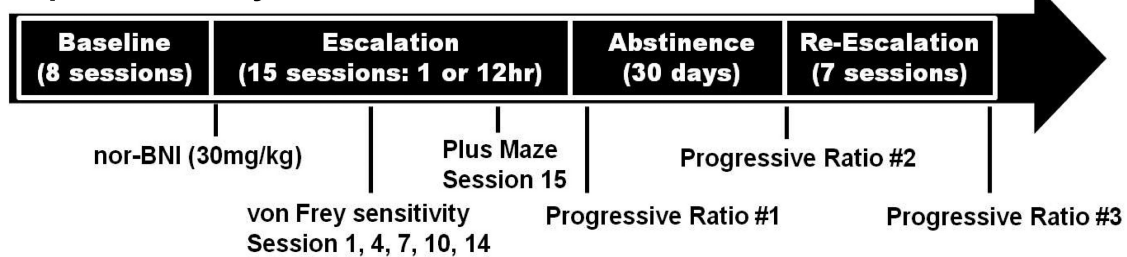 Baseline
(8 sessions)
Escalation
(15 sessions: 1 or 12hr)
Abstinence
(30 days)
Re-Escalation
(7 sessions)
nor-BNI (30mg/kg)
von Frey sensitivity
Session 1, 4, 7, 10, 14
Plus Maze
Session 15
Progressive Ratio #1
Progressive Ratio #2
Progressive Ratio #3